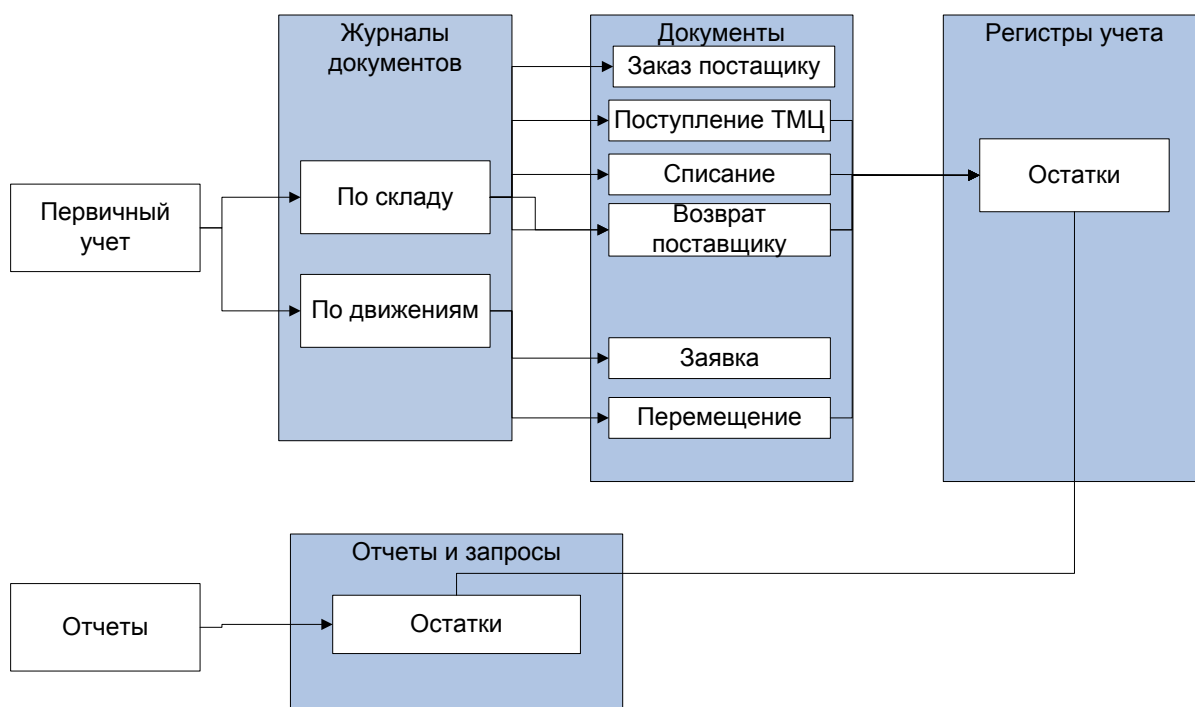 Журналы
документов
Документы
Регистры учета
Заказ постащику
Поступление ТМЦ
Списание
Возврат
поставщику
Остатки
Первичный
учет
По складу
По движениям
Заявка
Перемещение
Отчеты и запросы
Отчеты
Остатки